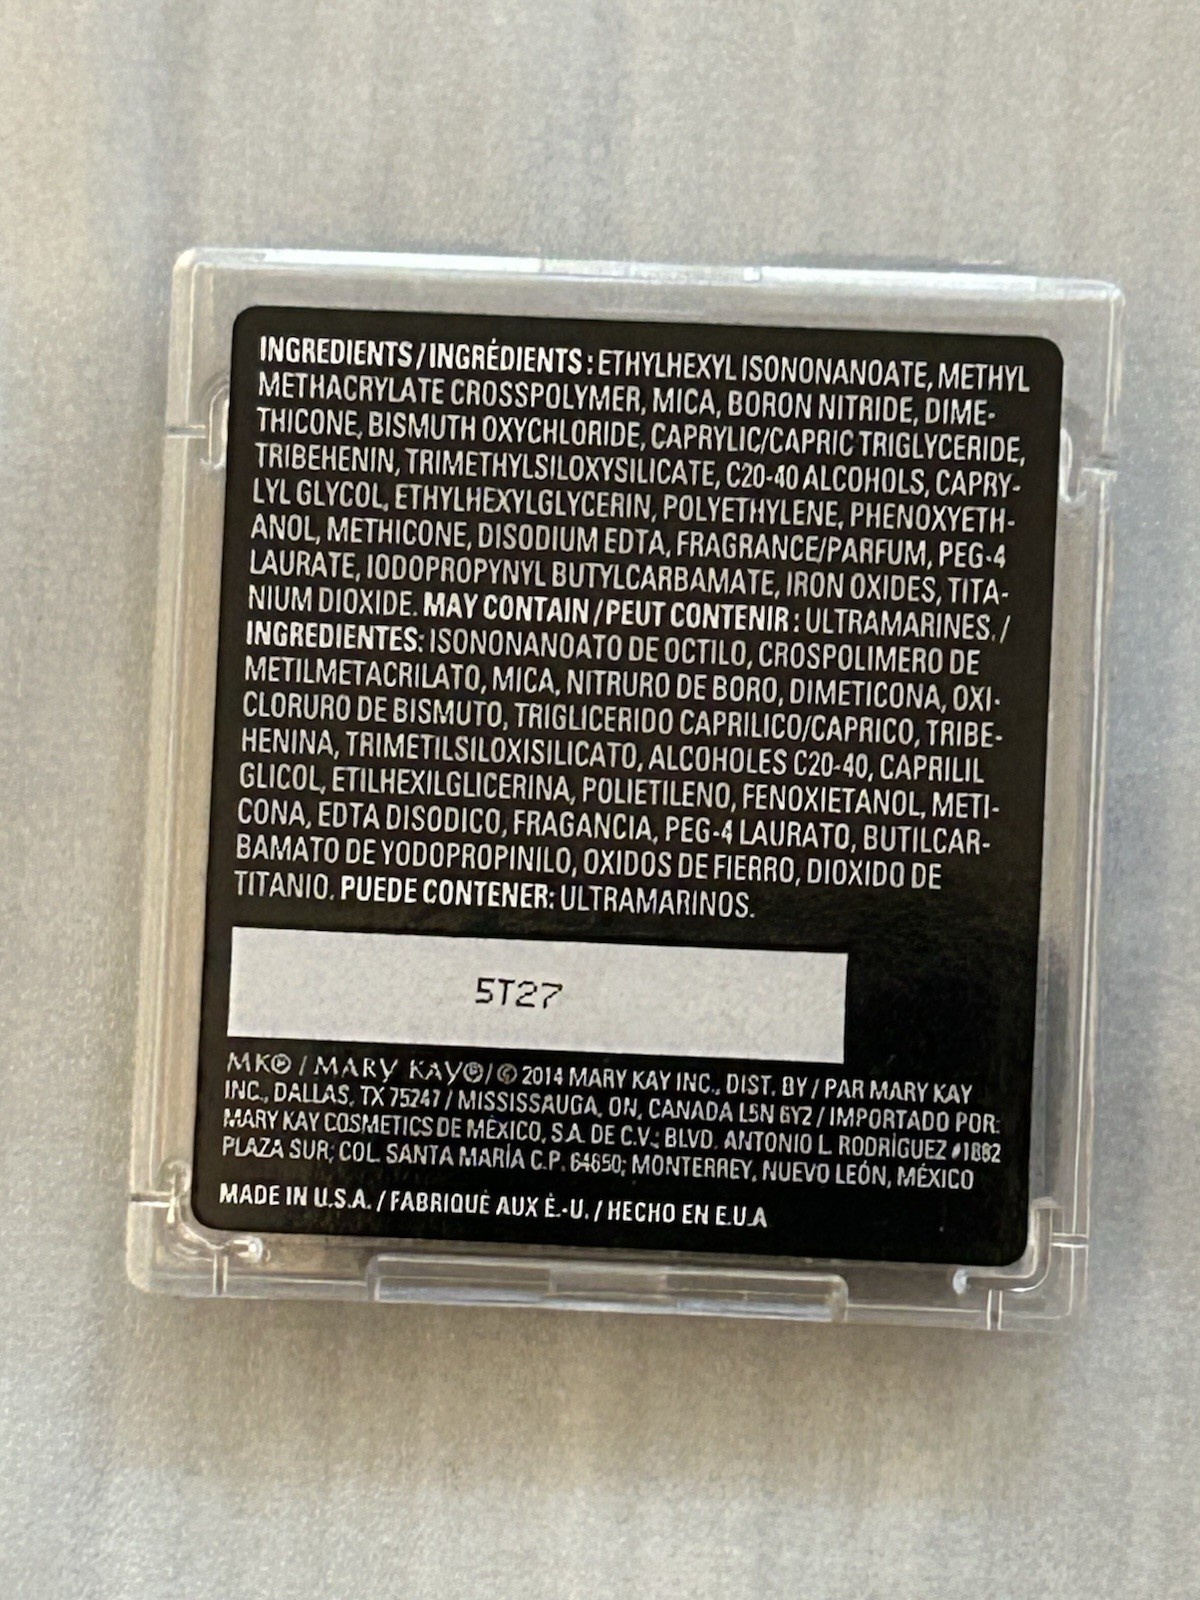 INGREDIENTS / INGRÉDIENTS : ETHYLHEXYL ISONONANOATE, METHYL
METHACRYLATE CROSSPOLYMER, MICA, BORON NITRIDE, DIME-
THICONE, BISMUTH OXYCHLORIDE, CAPRYLIC/CAPRIC TRIGLYCERIDE,
TRIBEHENIN, TRIMETHYLSILOXYSILICATE, C20-40 ALCOHOLS, CAPRY-
LYL GLYCOL, ETHYLHEXYLGLYCERIN, POLYETHYLENE, PHENOXYETH-
ANOL, METHICONE, DISODIUM EDTA, FRAGRANCE/PARFUM, PEG-4
LAURATE, IODOPROPYNYL BUTYLCARBAMATE, IRON OXIDES, TITA-
NIUM DIOXIDE. MAY CONTAIN / PEUT CONTENIR : ULTRAMARINES. /
INGREDIENTES: ISONONANOATO DE OCTILO, CROSPOLIMERO DE
METILMETACRILATO, MICA, NITRURO DE BORO, DIMETICONA, OXI-
CLORURO DE BISMUTO, TRIGLICERIDO CAPRILICO/CAPRICO, TRIBE-
HENINA, TRIMETILSILOXISILICATO, ALCOHOLES C20-40, CAPRILIL
GLICOL, ETILHEXILGLICERINA, POLIETILENO, FENOXIETANOL, METI-
CONA, EDTA DISODICO, FRAGANCIA, PEG-4 LAURATO, BUTILCAR-
BAMATO DE YODOPROPINILO, OXIDOS DE FIERRO, DIOXIDO DE
TITANIO. PUEDE CONTENER: ULTRAMARINOS.
5T27
MK® / MARY KAY® / © 2014 MARY KAY INC., DIST. BY / PAR MARY KAY
INC., DALLAS, TX 75247 / MISSISSAUGA, ON, CANADA L5N 6Y2 / IMPORTADO POR:
MARY KAY COSMETICS DE MÉXICO, S.A. DE C.V.; BLVD. ANTONIO L. RODRÍGUEZ #1882
PLAZA SUR; COL. SANTA MARÍA C.P. 64650; MONTERREY, NUEVO LEÓN, MÉXICO
MADE IN U.S.A. / FABRIQUÉ AUX É.-U. / HECHO EN E.U.A